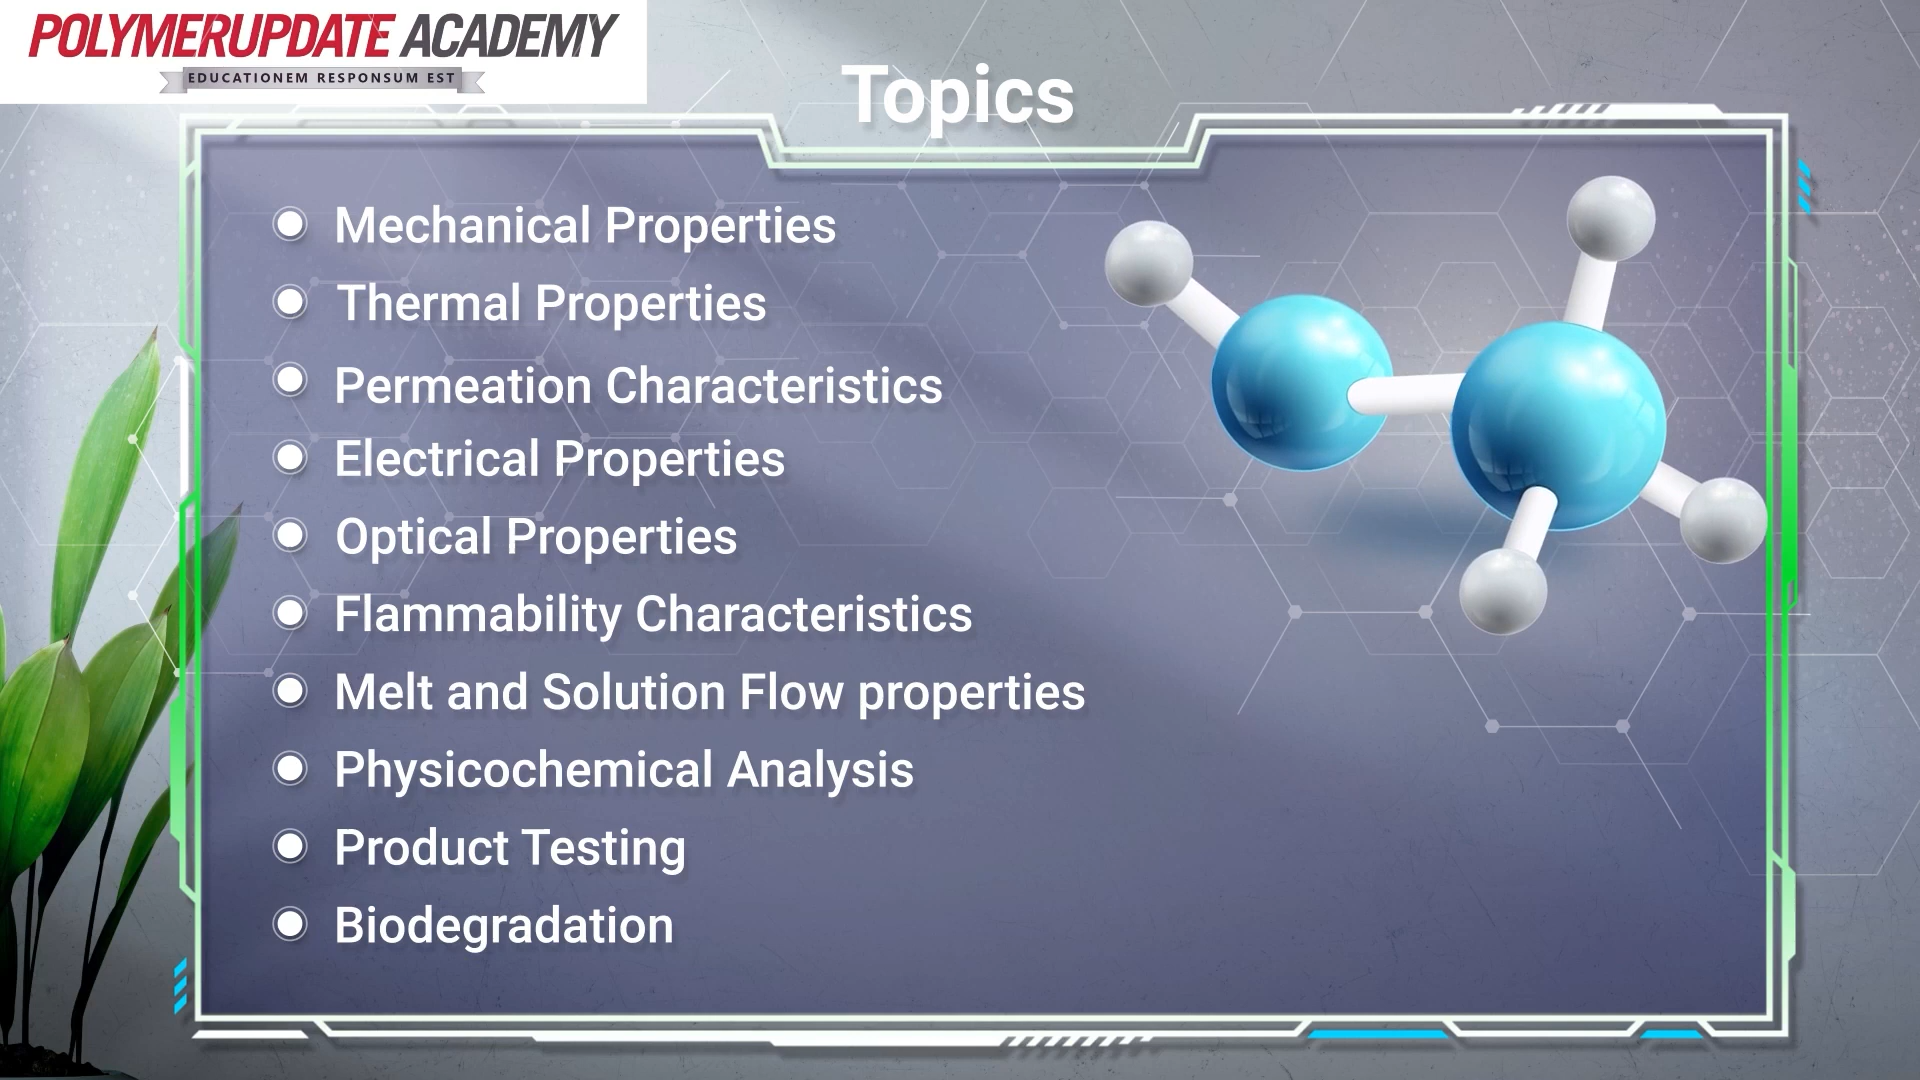 POLYMERUPDATE ACADEMY
EDUCATIONEM RESPONSUM EST
Topics
Mechanical Properties
Thermal Properties
Permeation Characteristics
Electrical Properties
Optical Properties
Flammability Characteristics
Melt and Solution Flow properties
Physicochemical Analysis
Product Testing
Biodegradation